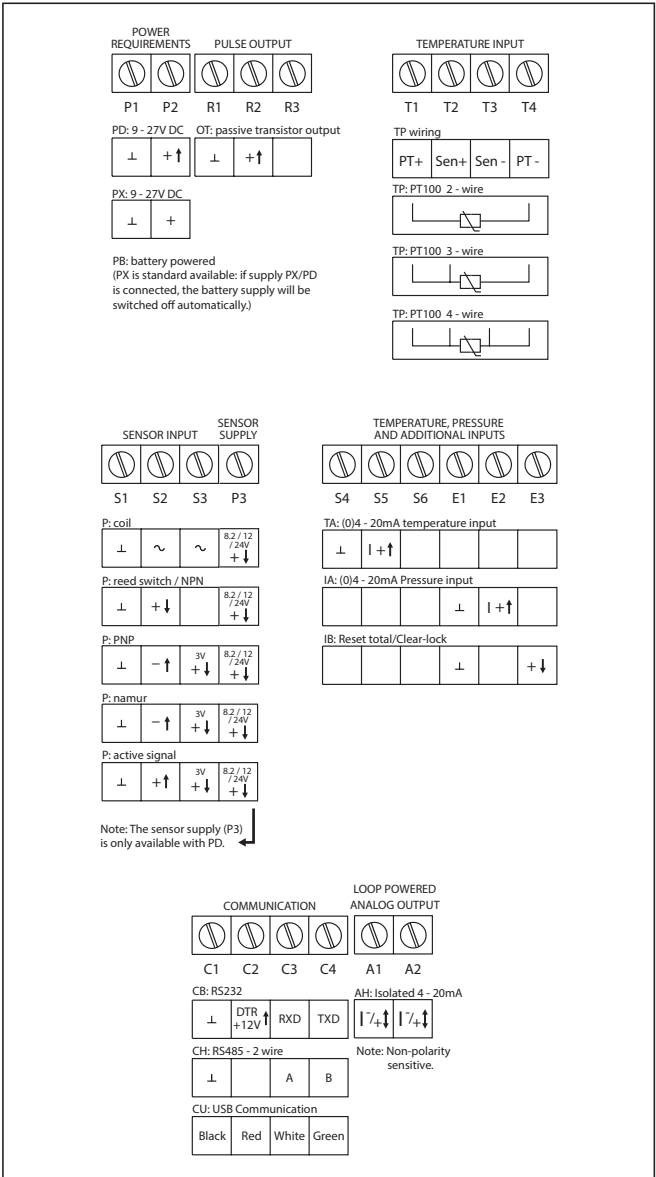 POWER
REQUIREMENTS
PULSE OUTPUT
P1 P2 R1 R2 R3
PD: 9 - 27V DC
OT: passive transistor output
⊥ +↑ ⊥ +↑
PX: 9 - 27V DC
⊥ +
PB: battery powered
(PX is standard available: if supply PX/PD
is connected, the battery supply will be
switched off automatically.)
TEMPERATURE INPUT
T1 T2 T3 T4
TP wiring
PT+ Sen+ Sen - PT -
TP: PT100 2 - wire
TP: PT100 3 - wire
TP: PT100 4 - wire
SENSOR INPUT
SENSOR
SUPPLY
S1 S2 S3 P3
P: coil
⊥ ~ ~ 8.2 / 12
/ 24V
+↓
P: reed switch / NPN
⊥ +↓ 8.2 / 12
/ 24V
+↓
P: PNP
⊥ −↑ 3V +↓ 8.2 / 12
/ 24V
+↓
P: namur
⊥ −↑ 3V +↓ 8.2 / 12
/ 24V
+↓
P: active signal
⊥ +↑ 3V +↓ 8.2 / 12
/ 24V
+↓
Note: The sensor supply (P3)
is only available with PD.
TEMPERATURE, PRESSURE
AND ADDITIONAL INPUTS
S4 S5 S6 E1 E2 E3
TA: (0)4 - 20mA temperature input
⊥ I +↑
IA: (0)4 - 20mA Pressure input
⊥ I +↑
IB: Reset total/Clear-lock
⊥ +↓
COMMUNICATION
C1 C2 C3 C4
CB: RS232
⊥ DTR
+12V ↑ RXD TXD
CH: RS485 - 2 wire
⊥ A B
CU: USB Communication
Black Red White Green
LOOP POWERED
ANALOG OUTPUT
A1 A2
AH: Isolated 4 - 20mA
I -/+↕ I -/+↕
Note: Non-polarity
sensitive.